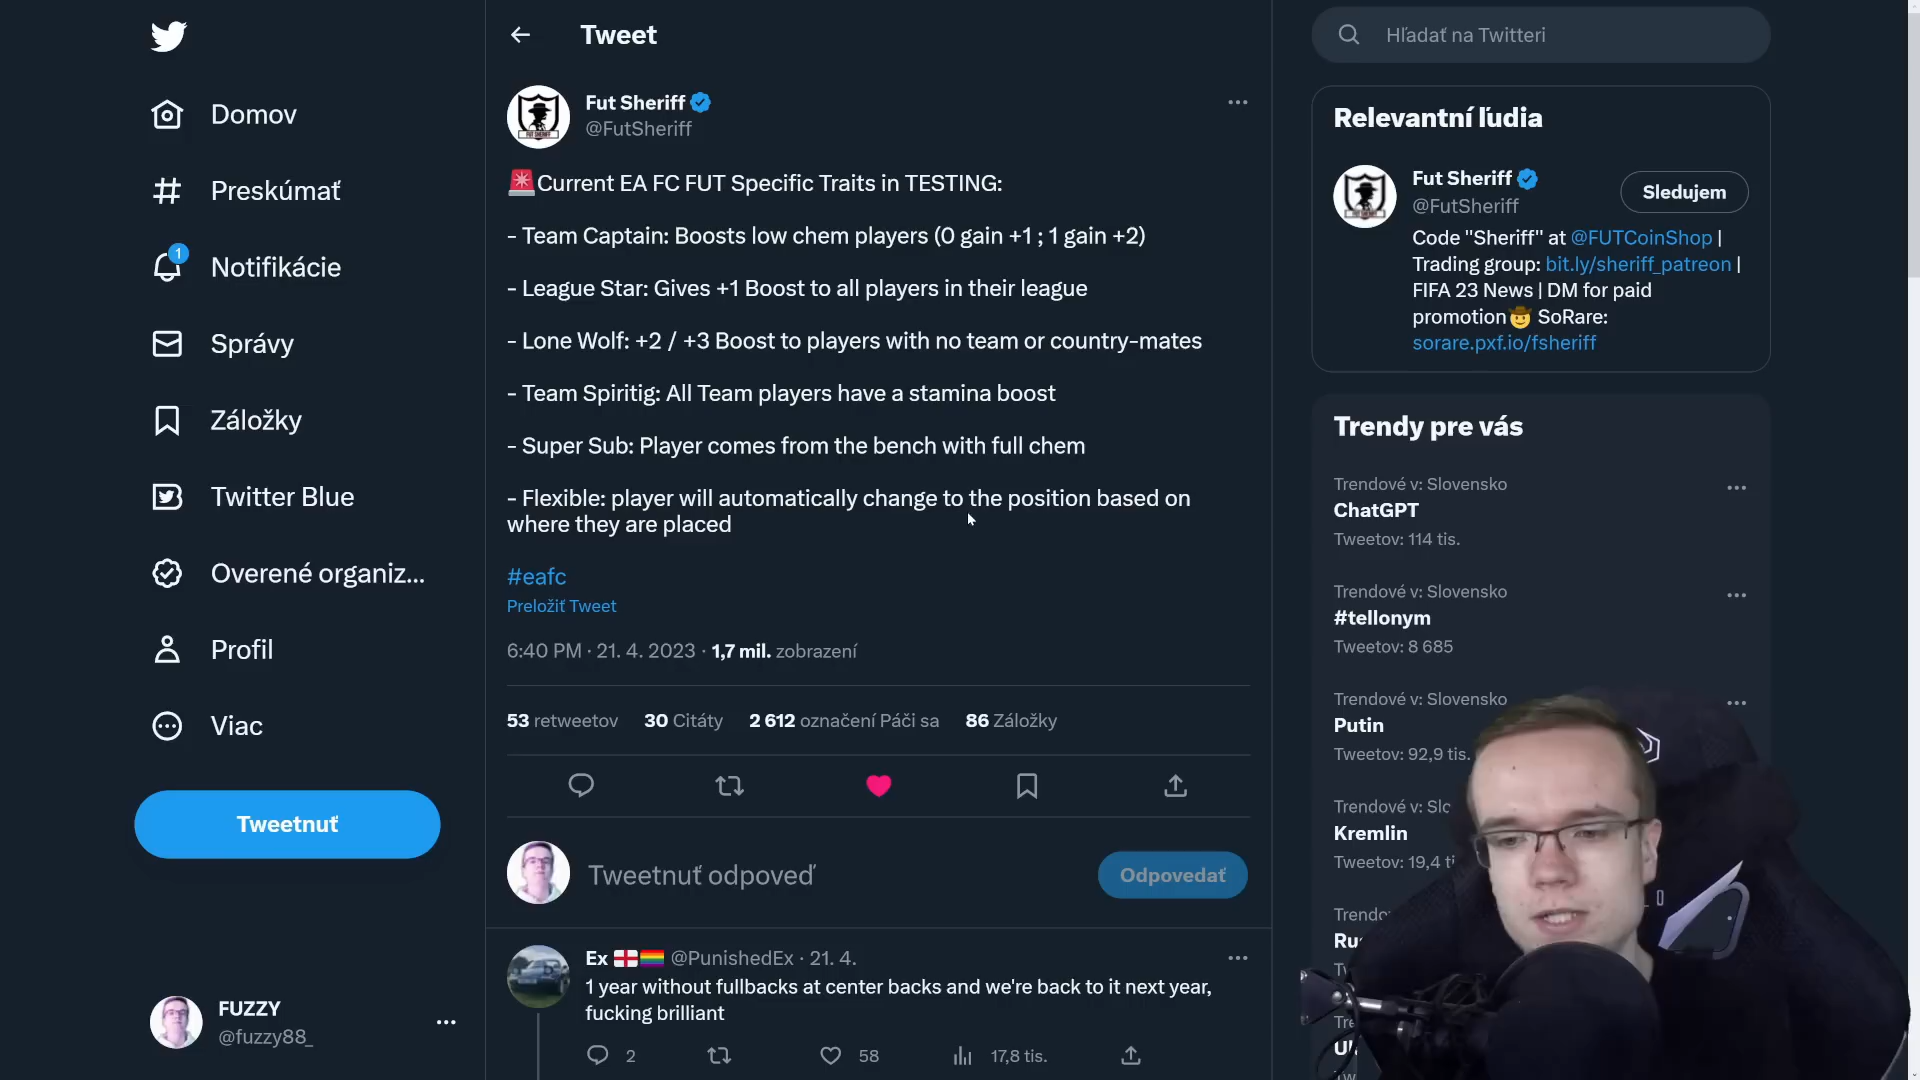 Domov
Preskúmať
1
Notifikácie
Správy
Záložky
Twitter Blue
Overené organiz...
Profil
Viac
Tweetnuť
FUZZY
@fuzzy88_
Tweet
Fut Sheriff
@FutSheriff
🚨Current EA FC FUT Specific Traits in TESTING:
- Team Captain: Boosts low chem players (0 gain +1 ; 1 gain +2)
- League Star: Gives +1 Boost to all players in their league
- Lone Wolf: +2 / +3 Boost to players with no team or country-mates
- Team Spiritig: All Team players have a stamina boost
- Super Sub: Player comes from the bench with full chem
- Flexible: player will automatically change to the position based on
where they are placed
#eafc
Preložiť Tweet
6:40 PM · 21. 4. 2023 · 1,7 mil. zobrazení
53 retweetov 30 Citáty 2 612 označení Páči sa 86 Záložky
Tweetnuť odpoveď
Odpovedať
Ex 🏴󠁧󠁢󠁥󠁮󠁧󠁿🏳️‍🌈 @PunishedEx · 21. 4.
1 year without fullbacks at center backs and we're back to it next year,
fucking brilliant
2 58 17,8 tis.
Hľadať na Twitteri
Relevantní ľudia
Fut Sheriff
@FutSheriff
Sledujem
Code "Sheriff" at @FUTCoinShop |
Trading group: bit.ly/sheriff_patreon |
FIFA 23 News | DM for paid
promotion🤠 SoRare:
sorare.pxf.io/fsheriff
Trendy pre vás
Trendové v: Slovensko
ChatGPT
Tweetov: 114 tis.
Trendové v: Slovensko
#tellonym
Tweetov: 8 685
Trendové v: Slovensko
Putin
Tweetov: 92,9 tis.
Trendové v: Slo
Kremlin
Tweetov: 19,4 ti
Trendo
Ru